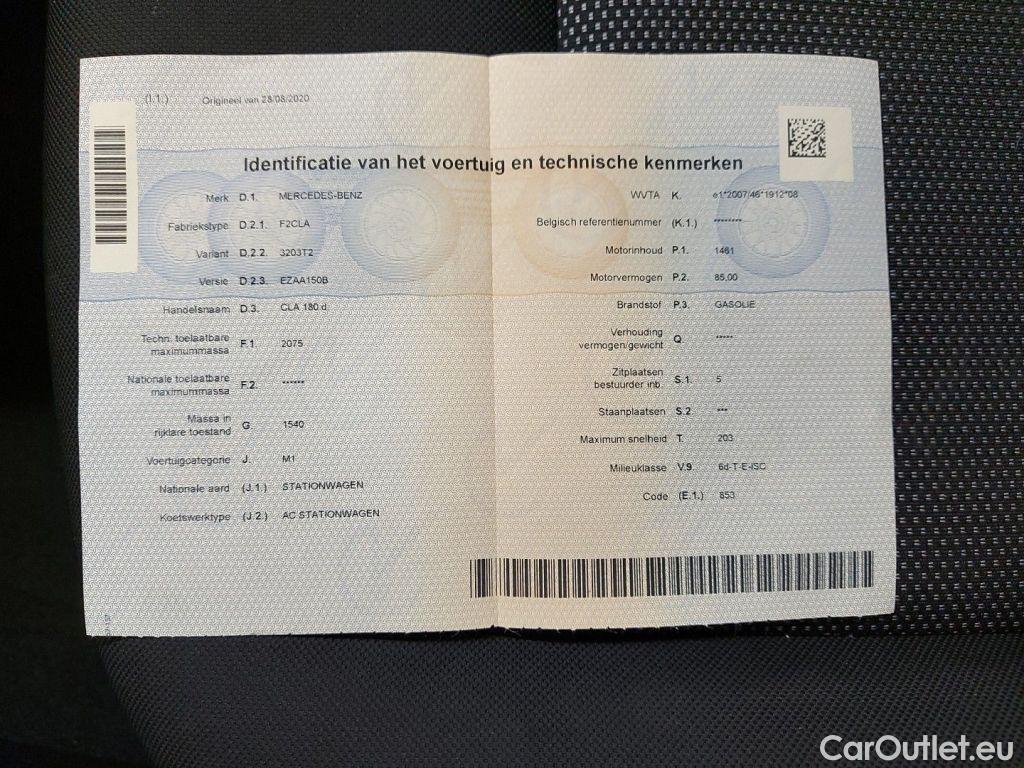 (I.1.) Origineel van 28/08/2020
Identificatie van het voertuig en technische kenmerken
Merk D.1. MERCEDES-BENZ
Fabriekstype D.2.1. F2CLA
Variant D.2.2. 3203T2
Versie D.2.3. EZAA150B
Handelsnaam D.3. CLA 180 d
Techn. toelaatbare
maximummassa F.1. 2075
Nationale toelaatbare
maximummassa F.2. ******
Massa in
rijklare toestand G. 1540
Voertuigcategorie J. M1
Nationale aard (J.1.) STATIONWAGEN
Koetswerktype (J.2.) AC STATIONWAGEN
WVTA K. e1*2007/46*1912*08
Belgisch referentienummer (K.1.) ********
Motorinhoud P.1. 1461
Motorvermogen P.2. 85,00
Brandstof P.3. GASOLIE
Verhouding
vermogen/gewicht Q. *****
Zitplaatsen
bestuurder inb. S.1. 5
Staanplaatsen S.2. ***
Maximum snelheid T. 203
Milieuklasse V.9. 6d-T-E-ISC
Code (E.1.) 853
CarOutlet.eu